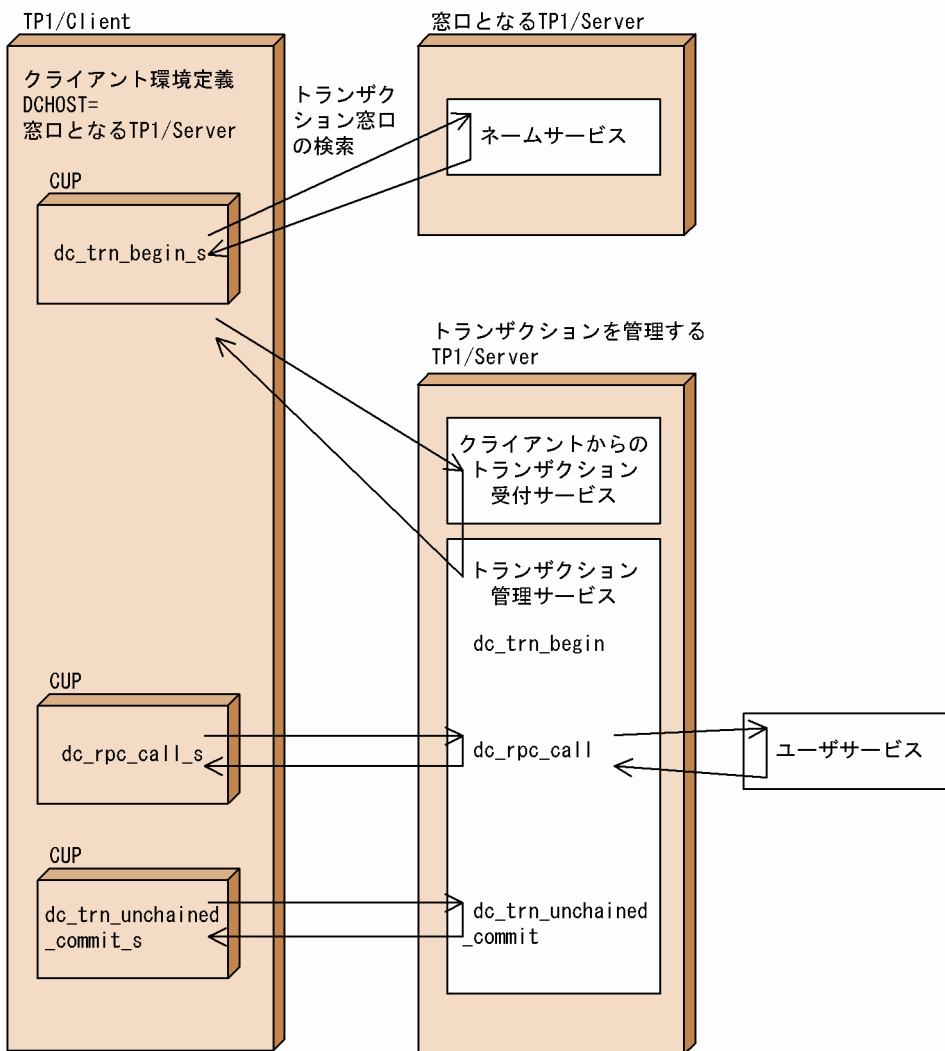 TP1/Client
クライアント環境定義
DCHOST=
窓口となるTP1/Server
CUP
dc_trn_begin_s
トランザク
ション窓口
の検索
窓口となるTP1/Server
ネームサービス
トランザクションを管理する
TP1/Server
クライアントからの
トランザクション
受付サービス
トランザクション
管理サービス
dc_trn_begin
CUP
dc_rpc_call_s
dc_rpc_call
ユーザサービス
CUP
dc_trn_unchained
_commit_s
dc_trn_unchained
_commit